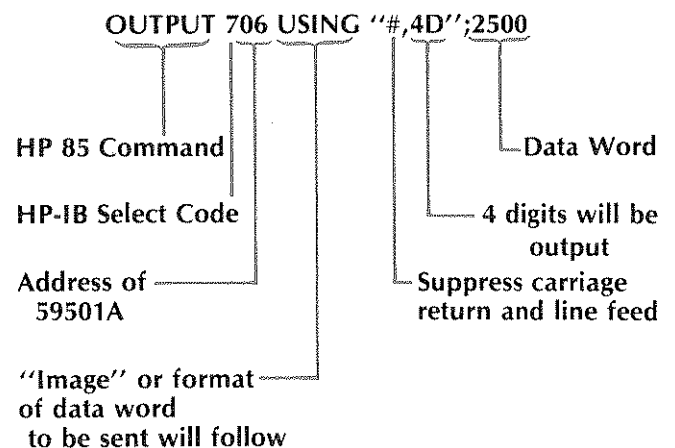 OUTPUT 706 USING ‘‘#,4D’’;2500
HP 85 Command
Data Word
HP-IB Select Code
4 digits will be
output
Address of
59501A
Suppress carriage
return and line feed
‘‘Image’’ or format
of data word
to be sent will follow